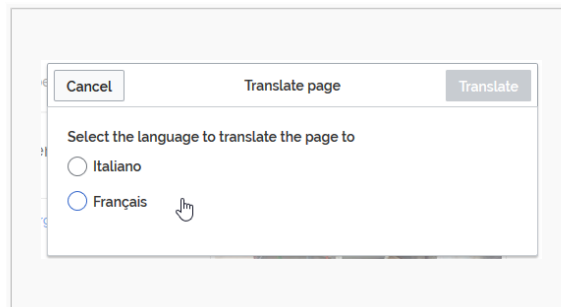 Cancel Translate page Translate
Select the language to translate the page to
Italiano
Français